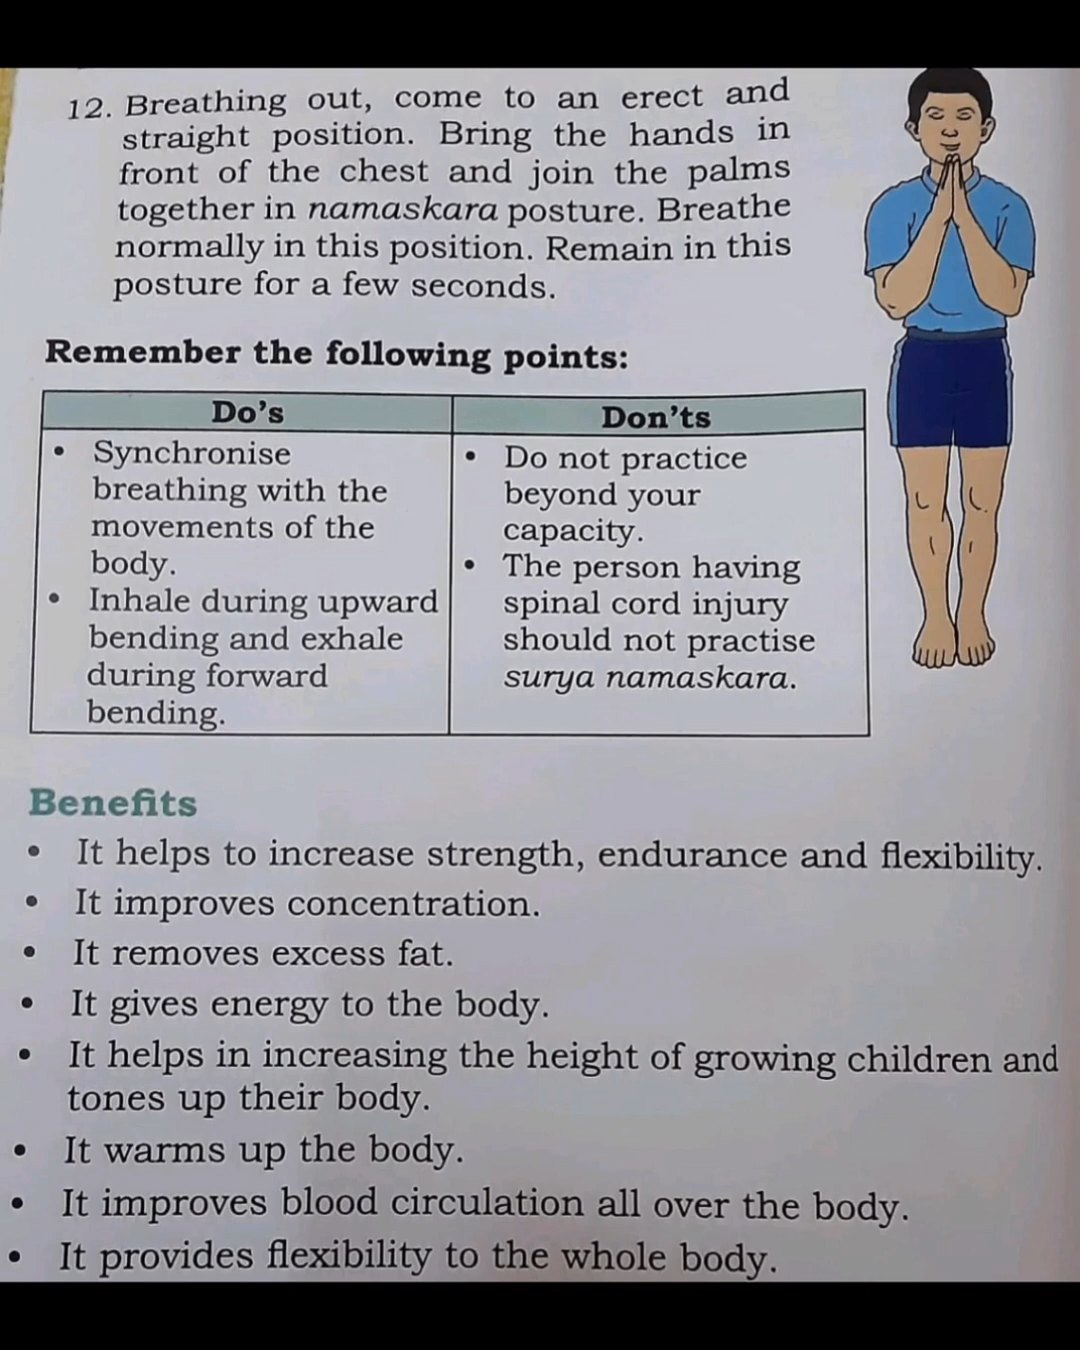 12. Breathing out, come to an erect and
straight position. Bring the hands in
front of the chest and join the palms
together in namaskara posture. Breathe
normally in this position. Remain in this
posture for a few seconds.
Remember the following points:
Do's
• Synchronise
breathing with the
movements of the
body.
• Inhale during upward
bending and exhale
during forward
bending.
Don'ts
• Do not practice
beyond your
capacity.
• The person having
spinal cord injury
should not practise
surya namaskara.
Benefits
• It helps to increase strength, endurance and flexibility.
• It improves concentration.
• It removes excess fat.
• It gives energy to the body.
• It helps in increasing the height of growing children and
tones up their body.
• It warms up the body.
• It improves blood circulation all over the body.
• It provides flexibility to the whole body.